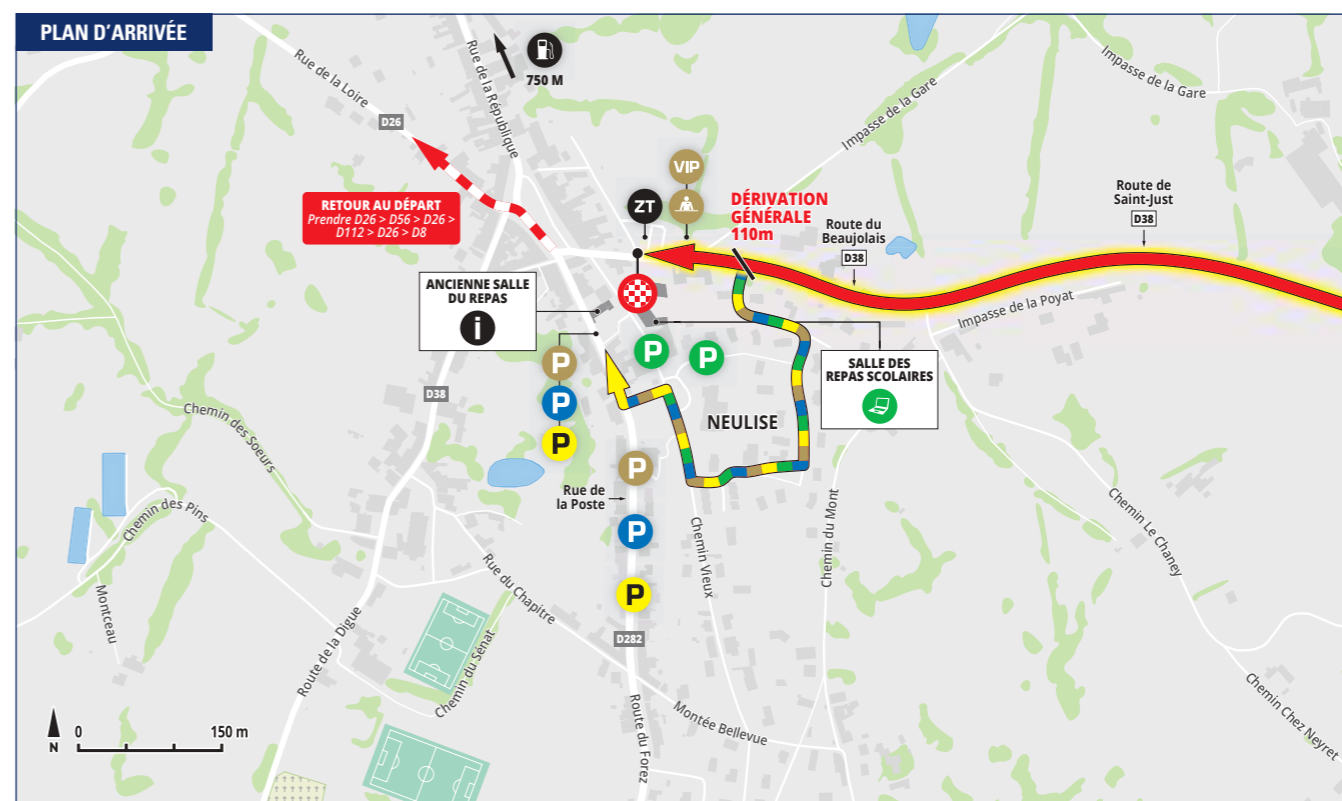 PLAN D'ARRIVÉE
750 M
Rue de la Loire
Rue de la République
D26
Impasse de la Gare
Impasse de la Gare
VIP
ZT
DÉRIVATION
GÉNÉRALE
110m
RETOUR AU DÉPART
Prendre D26 > D56 > D26 >
D112 > D26 > D8
Route du
Beaujolais
D38
Route de
Saint-Just
D38
ANCIENNE SALLE
DU REPAS
i
Impasse de la Poyat
P
P
P
P
P
SALLE DES
REPAS SCOLAIRES
D38
NEULISE
Chemin des Soeurs
P
Rue de
la Poste
P
P
Chemin des Pins
Chemin Vieux
Chemin du Mont
Chemin Le Chaney
Montceau
Rue du Chapitre
D282
Route de la Digue
Chemin du Sénat
Montée Bellevue
Route du Forez
Chemin Chez Neyret
N
0
150 m